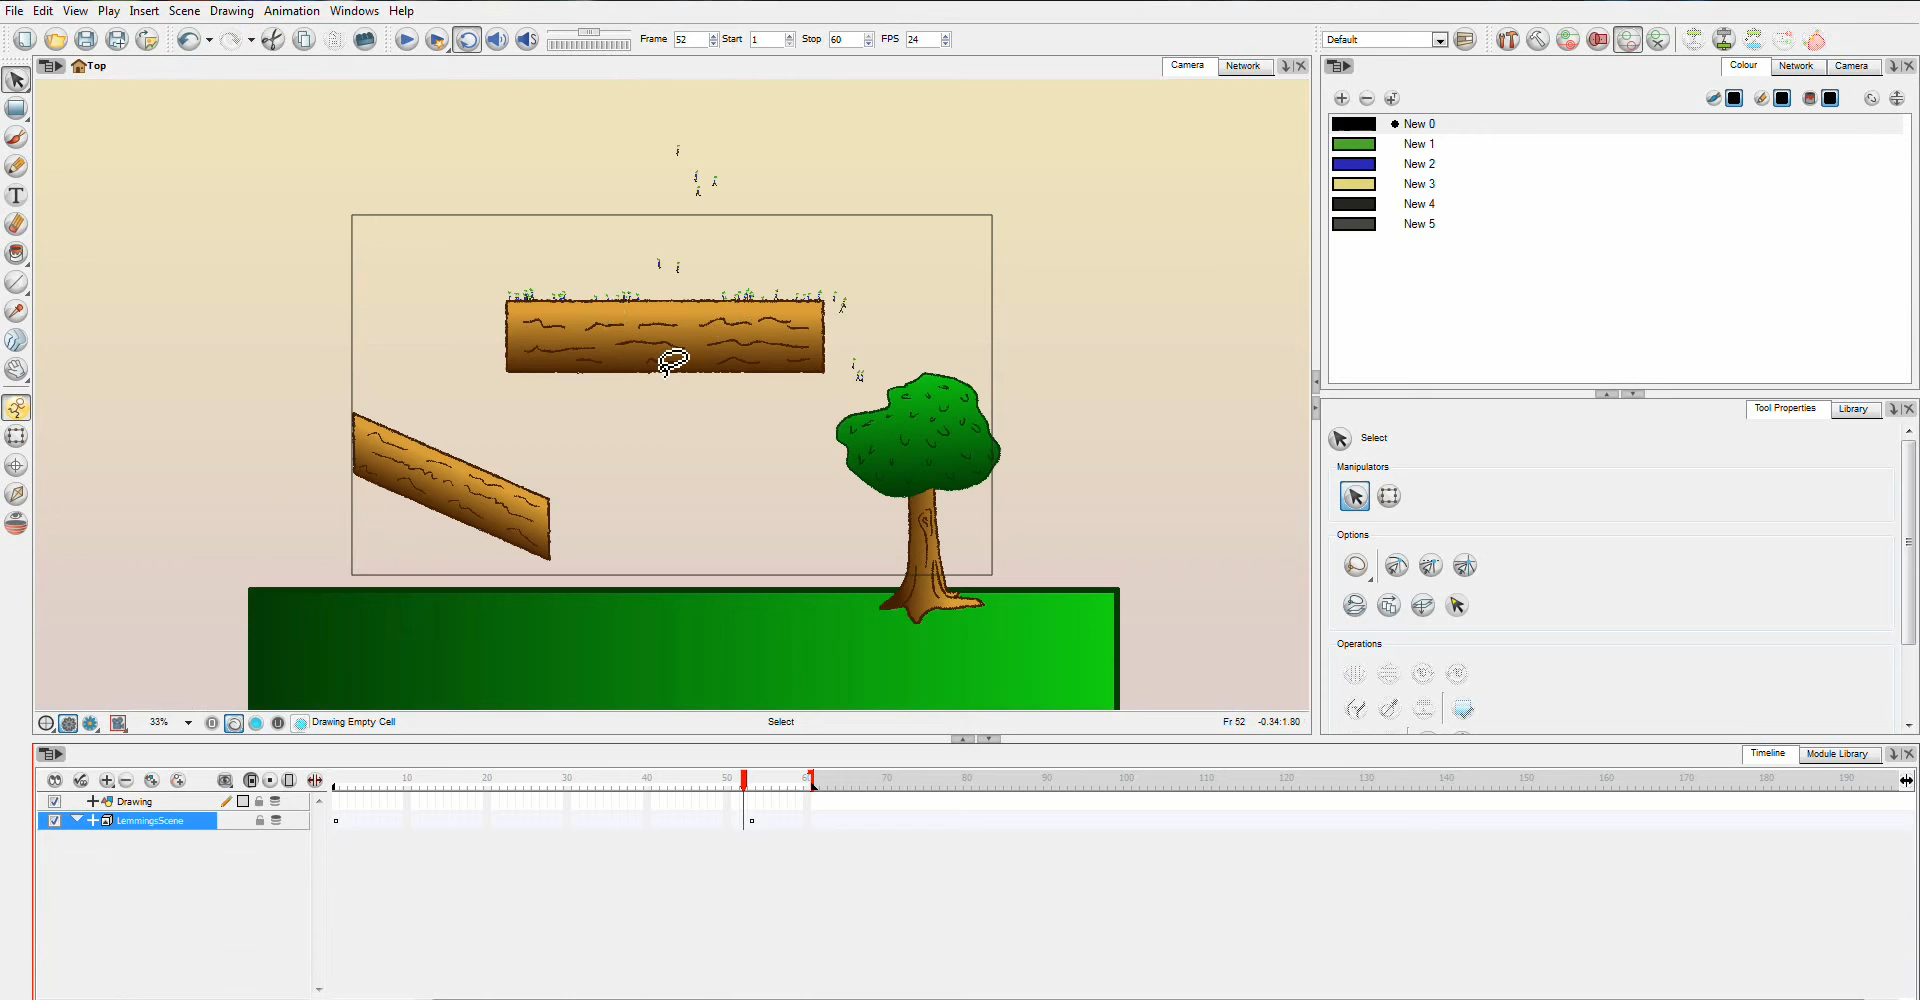 File Edit View Play Insert Scene Drawing Animation Windows Help
Frame 52 Start 1 Stop 60 FPS 24
Default
Top
Camera Network
Colour Network Camera
New 0
New 1
New 2
New 3
New 4
New 5
Tool Properties Library
Select
Manipulators
Options
Operations
33% Drawing Empty Cell Select Fr 52 -0.34:1.80
Timeline Module Library
10 20 30 40 50 60 70 80 90 100 110 120 130 140 150 160 170 180 190
Drawing
LemmingsScene